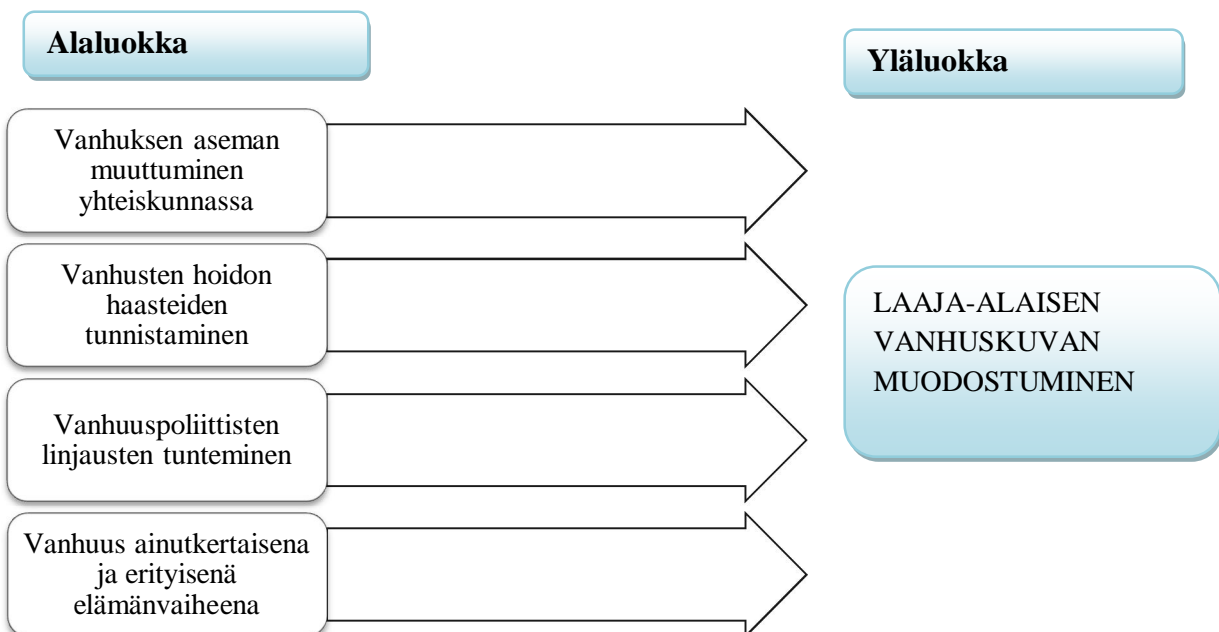 Alaluokka
Yläluokka
Vanhuksen aseman
muuttuminen
yhteiskunnassa
Vanhusten hoidon
haasteiden
tunnistaminen
Vanhuuspoliittisten
linjausten tunteminen
Vanhuus ainutkertaisena
ja erityisenä
elämänvaiheena
LAAJA-ALAISEN
VANHUSKUVAN
MUODOSTUMINEN